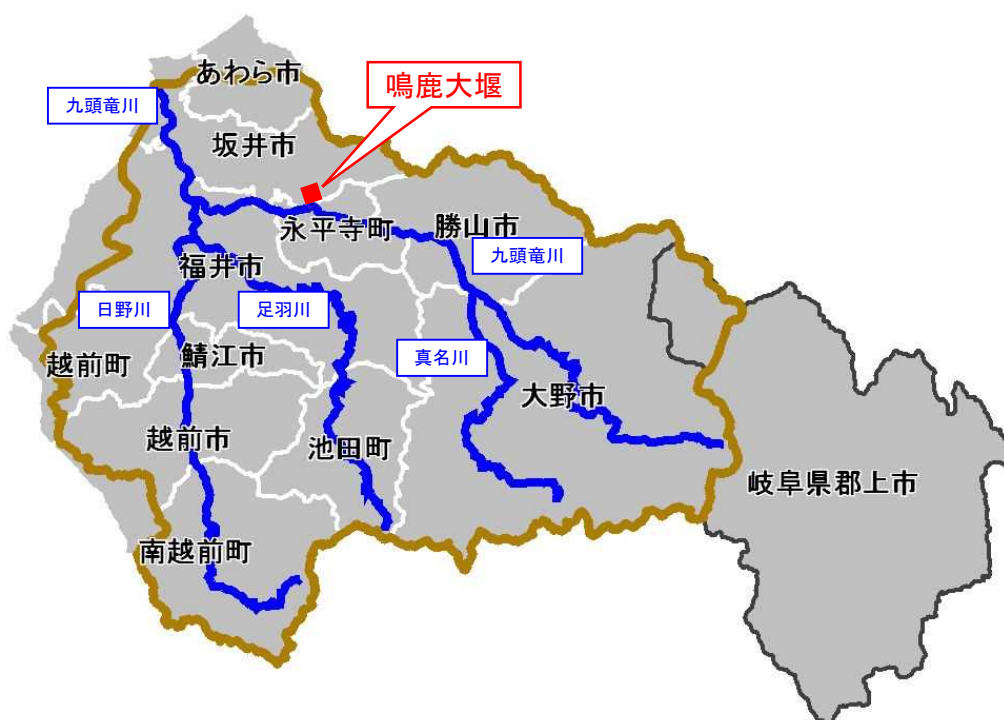 あわら市
鳴鹿大堰
九頭竜川
坂井市
永平寺町
勝山市
九頭竜川
福井市
日野川
足羽川
越前町
鯖江市
真名川
大野市
越前市
池田町
岐阜県郡上市
南越前町